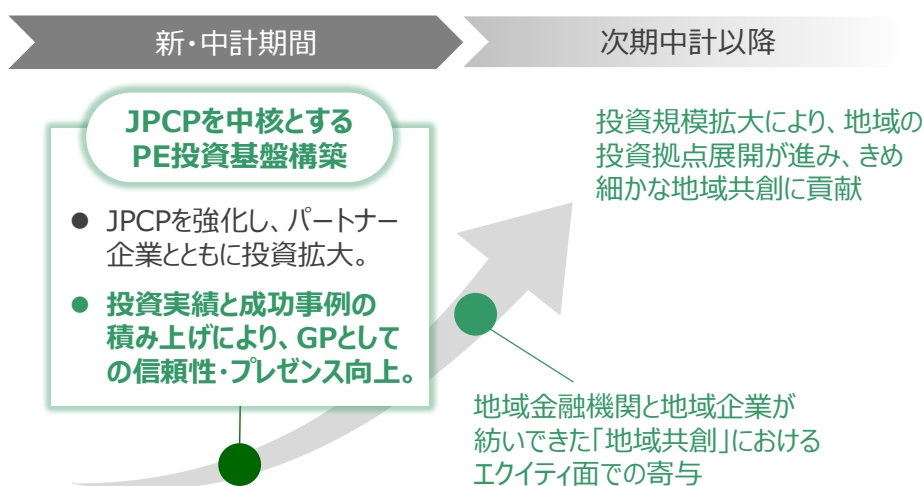 新・中計期間
次期中計以降
JPCPを中核とする
PE投資基盤構築
● JPCPを強化し、パートナー
企業とともに投資拡大。
● 投資実績と成功事例の
積み上げにより、GPとして
の信頼性・プレゼンス向上。
投資規模拡大により、地域の
投資拠点展開が進み、きめ
細かな地域共創に貢献
地域金融機関と地域企業が
紡いできた「地域共創」における
エクイティ面での寄与